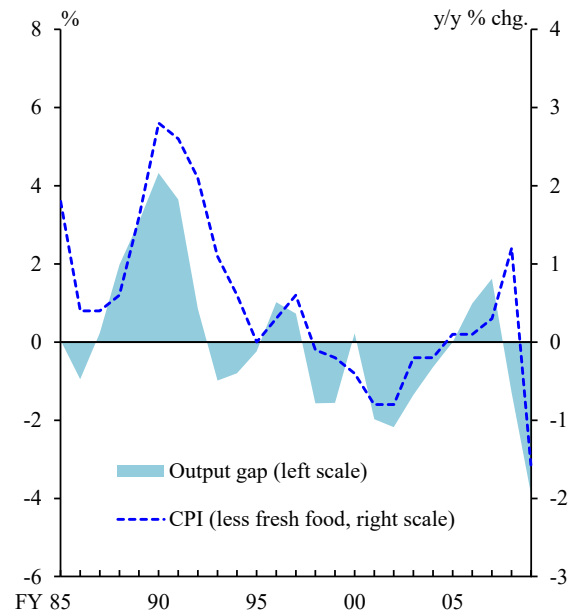 % y/y % chg.
8 4
6 3
4 2
2 1
0 0
-2 -1
Output gap (left scale)
-4 -2
CPI (less fresh food, right scale)
-6 -3
FY 85 90 95 00 05